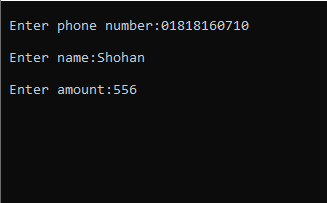 Enter phone number:01818160710
Enter name:Shohan
Enter amount:556